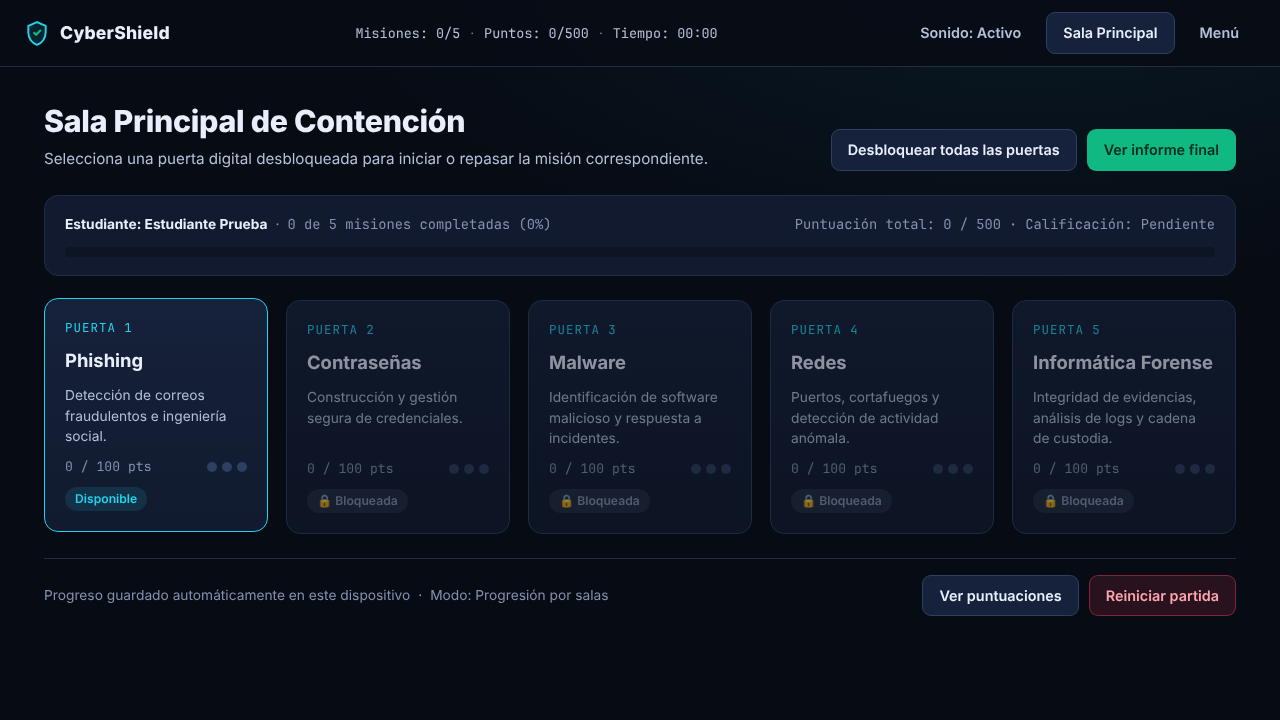 CyberShield
Misiones: 0/5 · Puntos: 0/500 · Tiempo: 00:00
Sonido: Activo
Sala Principal
Menú
Sala Principal de Contención
Selecciona una puerta digital desbloqueada para iniciar o repasar la misión correspondiente.
Desbloquear todas las puertas
Ver informe final
Estudiante: Estudiante Prueba · 0 de 5 misiones completadas (0%)
Puntuación total: 0 / 500 · Calificación: Pendiente
PUERTA 1
Phishing
Detección de correos
fraudulentos e ingeniería
social.
0 / 100 pts
Disponible
PUERTA 2
Contraseñas
Construcción y gestión
segura de credenciales.
0 / 100 pts
🔒 Bloqueada
PUERTA 3
Malware
Identificación de software
malicioso y respuesta a
incidentes.
0 / 100 pts
🔒 Bloqueada
PUERTA 4
Redes
Puertos, cortafuegos y
detección de actividad
anómala.
0 / 100 pts
🔒 Bloqueada
PUERTA 5
Informática Forense
Integridad de evidencias,
análisis de logs y cadena
de custodia.
0 / 100 pts
🔒 Bloqueada
Progreso guardado automáticamente en este dispositivo · Modo: Progresión por salas
Ver puntuaciones
Reiniciar partida